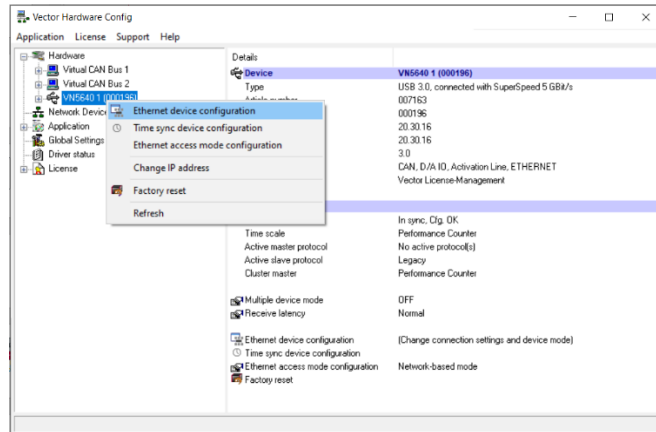 Vector Hardware Config
Application License Support Help
Hardware
Virtual CAN Bus 1
Virtual CAN Bus 2
VN5640 1 (000196)
Network Device
Application
Global Settings
Driver status
License
Ethernet device configuration
Time sync device configuration
Ethernet access mode configuration
Change IP address
Factory reset
Refresh
Details
Device VN5640 1 (000196)
Type USB 3.0, connected with SuperSpeed 5 GBit/s
Article number 007163
000196
20.30.16
20.30.16
3.0
CAN, D/A IO, Activation Line, ETHERNET
Vector License-Management
In sync, Cfg. OK
Time scale Performance Counter
Active master protocol No active protocol(s)
Active slave protocol Legacy
Cluster master Performance Counter
Multiple device mode OFF
Receive latency Normal
Ethernet device configuration (Change connection settings and device mode)
Time sync device configuration
Ethernet access mode configuration Network-based mode
Factory reset